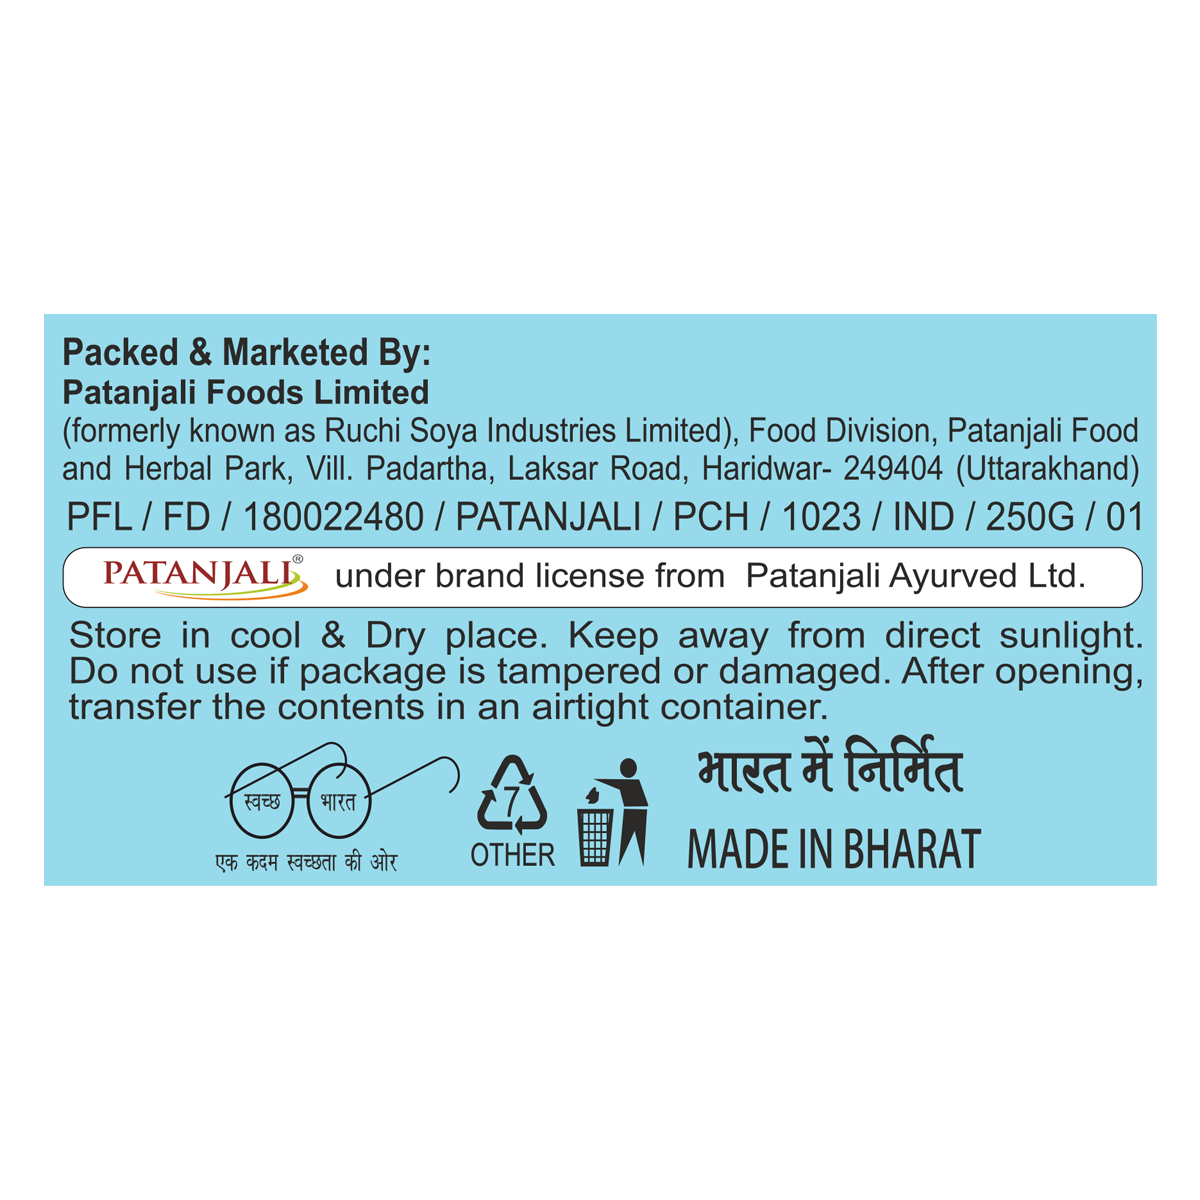 Packed & Marketed By:
Patanjali Foods Limited
(formerly known as Ruchi Soya Industries Limited), Food Division, Patanjali Food
and Herbal Park, Vill. Padartha, Laksar Road, Haridwar- 249404 (Uttarakhand)
PFL / FD / 180022480 / PATANJALI / PCH / 1023 / IND / 250G / 01
PATANJALI® under brand license from Patanjali Ayurved Ltd.
Store in cool & Dry place. Keep away from direct sunlight.
Do not use if package is tampered or damaged. After opening,
transfer the contents in an airtight container.
स्वच्छ भारत
एक कदम स्वच्छता की ओर
7
OTHER
भारत में निर्मित
MADE IN BHARAT